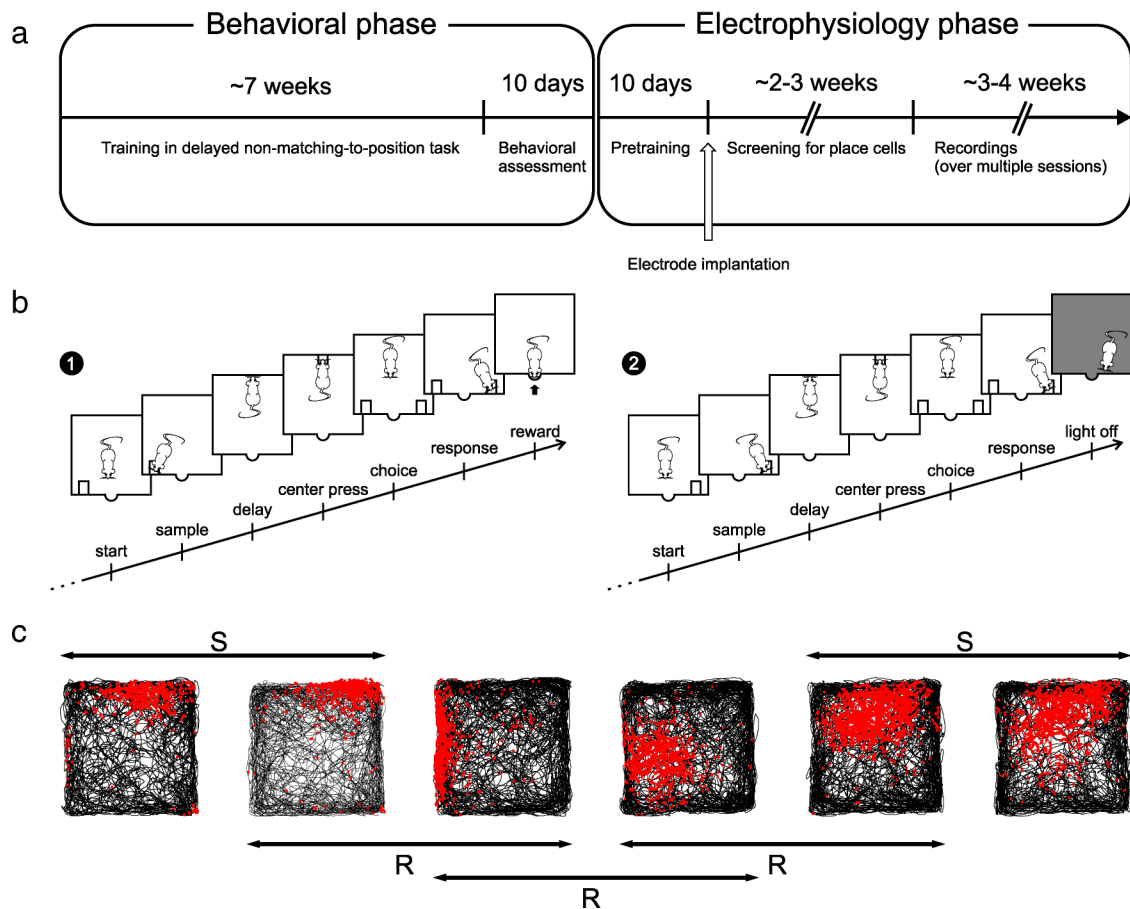 a
Behavioral phase
Electrophysiology phase
~7 weeks
10 days
10 days
~2-3 weeks
~3-4 weeks
Training in delayed non-matching-to-position task
Behavioral
assessment
Pretraining
Screening for place cells
Recordings
(over multiple sessions)
Electrode implantation
b
1
start
sample
delay
center press
choice
response
reward
2
start
sample
delay
center press
choice
response
light off
c
S
S
R
R
R